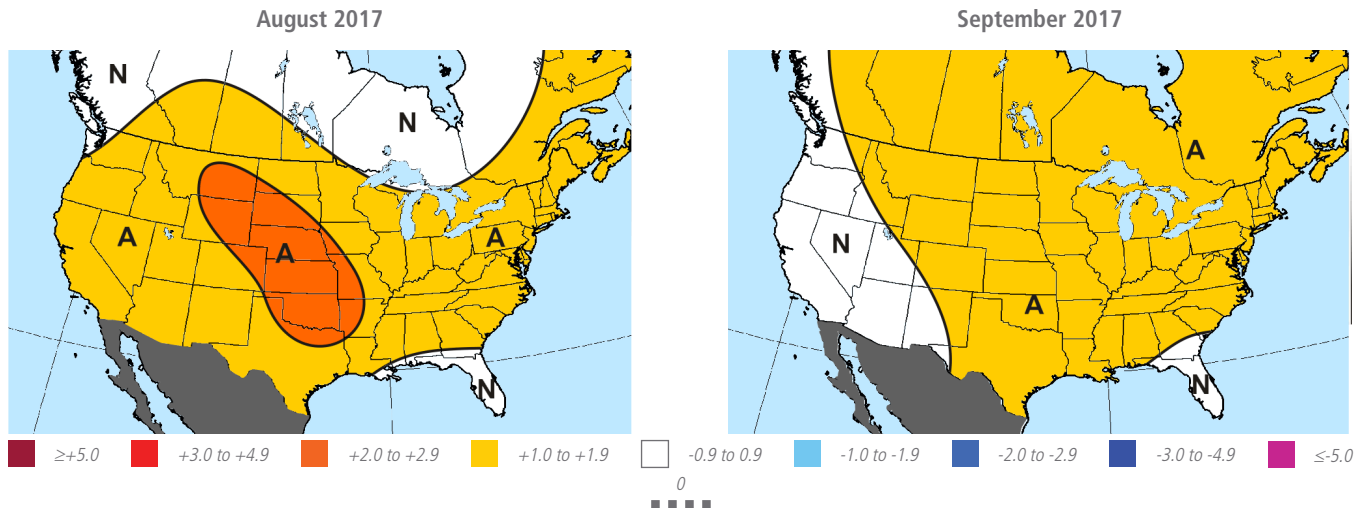 August 2017
September 2017
N
N
A
A
A
N
N
A
A
N
≥+5.0 +3.0 to +4.9 +2.0 to +2.9 +1.0 to +1.9 -0.9 to 0.9 -1.0 to -1.9 -2.0 to -2.9 -3.0 to -4.9 ≤-5.0
0